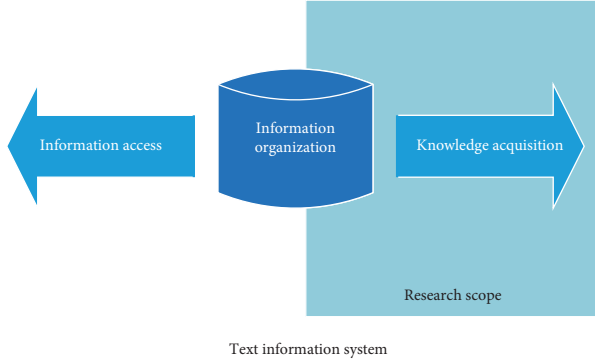 Information access
Information
organization
Knowledge acquisition
Research scope
Text information system